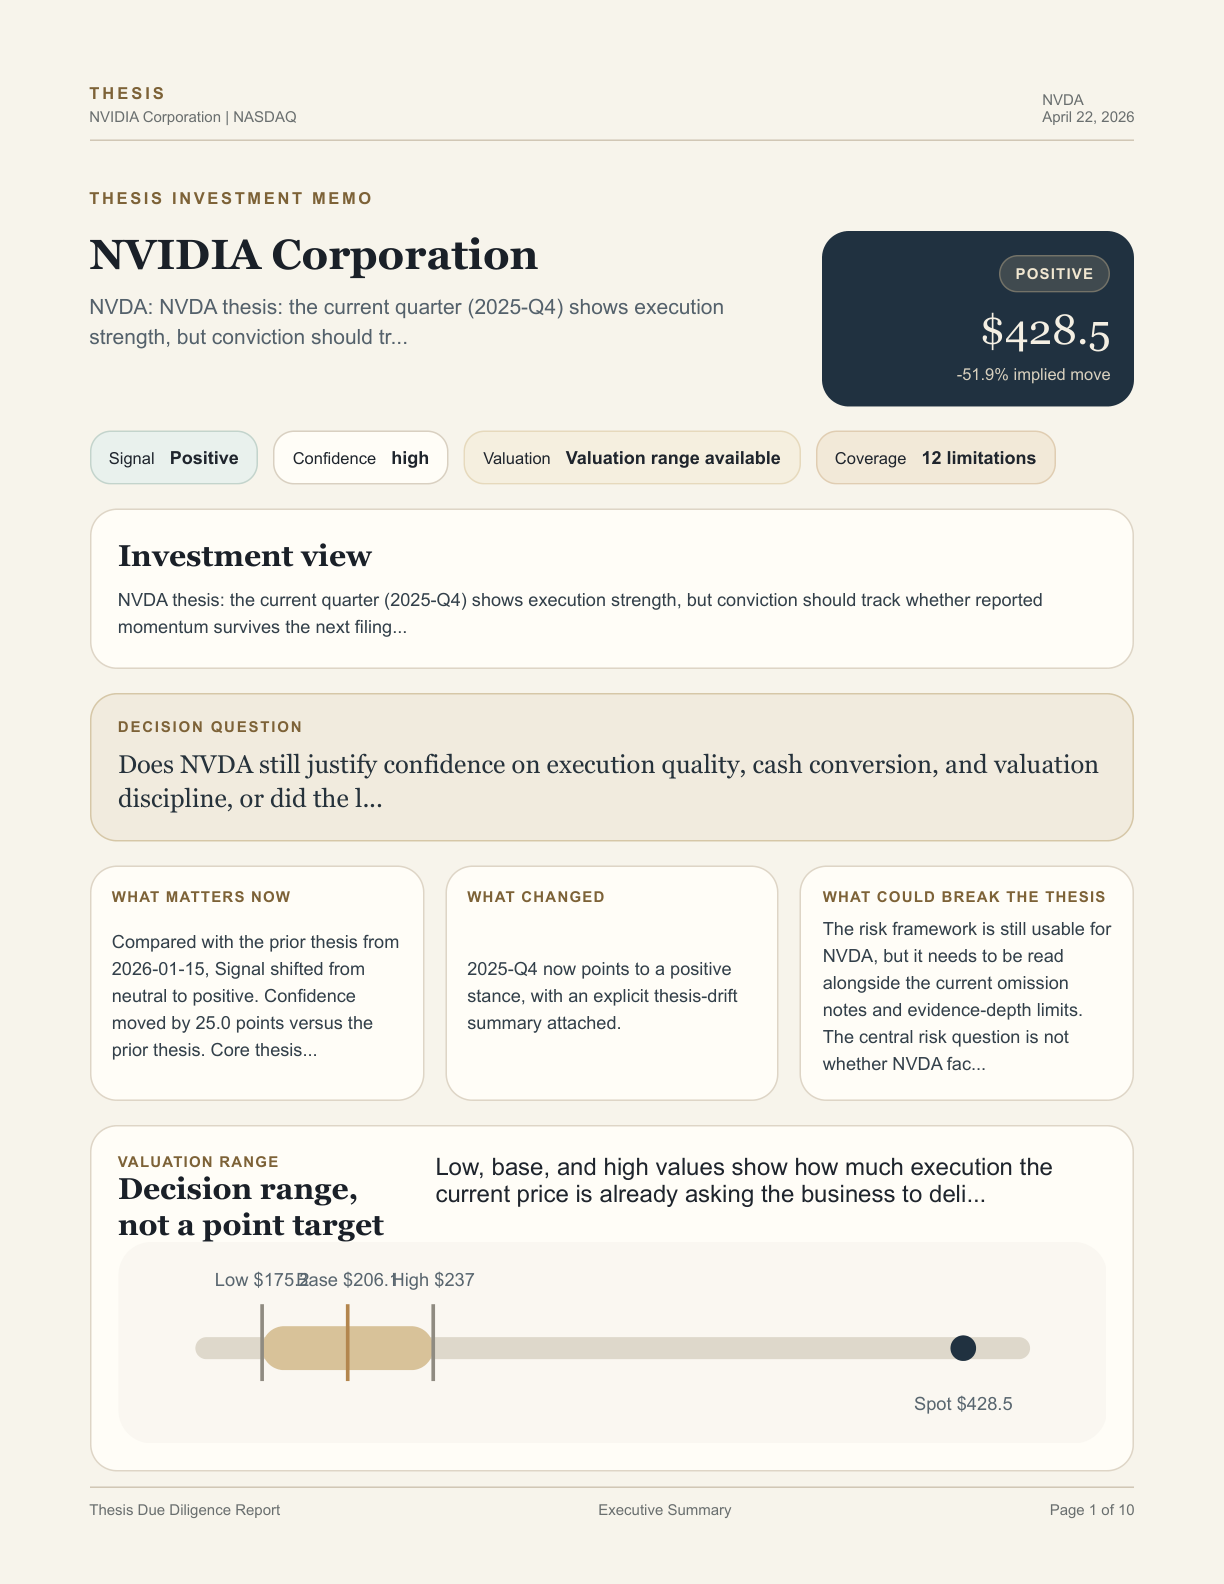 THESIS
NVIDIA Corporation | NASDAQ
NVDA
April 22, 2026
THESIS INVESTMENT MEMO
NVIDIA Corporation
NVDA: NVDA thesis: the current quarter (2025-Q4) shows execution
strength, but conviction should tr...
POSITIVE
$428.5
-51.9% implied move
Signal Positive
Confidence high
Valuation Valuation range available
Coverage 12 limitations
Investment view
NVDA thesis: the current quarter (2025-Q4) shows execution strength, but conviction should track whether reported
momentum survives the next filing...
DECISION QUESTION
Does NVDA still justify confidence on execution quality, cash conversion, and valuation
discipline, or did the l...
WHAT MATTERS NOW
Compared with the prior thesis from
2026-01-15, Signal shifted from
neutral to positive. Confidence
moved by 25.0 points versus the
prior thesis. Core thesis...
WHAT CHANGED
2025-Q4 now points to a positive
stance, with an explicit thesis-drift
summary attached.
WHAT COULD BREAK THE THESIS
The risk framework is still usable for
NVDA, but it needs to be read
alongside the current omission
notes and evidence-depth limits.
The central risk question is not
whether NVDA fac...
VALUATION RANGE
Decision range,
not a point target
Low, base, and high values show how much execution the
current price is already asking the business to deli...
Low $175.2
Base $206.1
High $237
Spot $428.5
Thesis Due Diligence Report
Executive Summary
Page 1 of 10